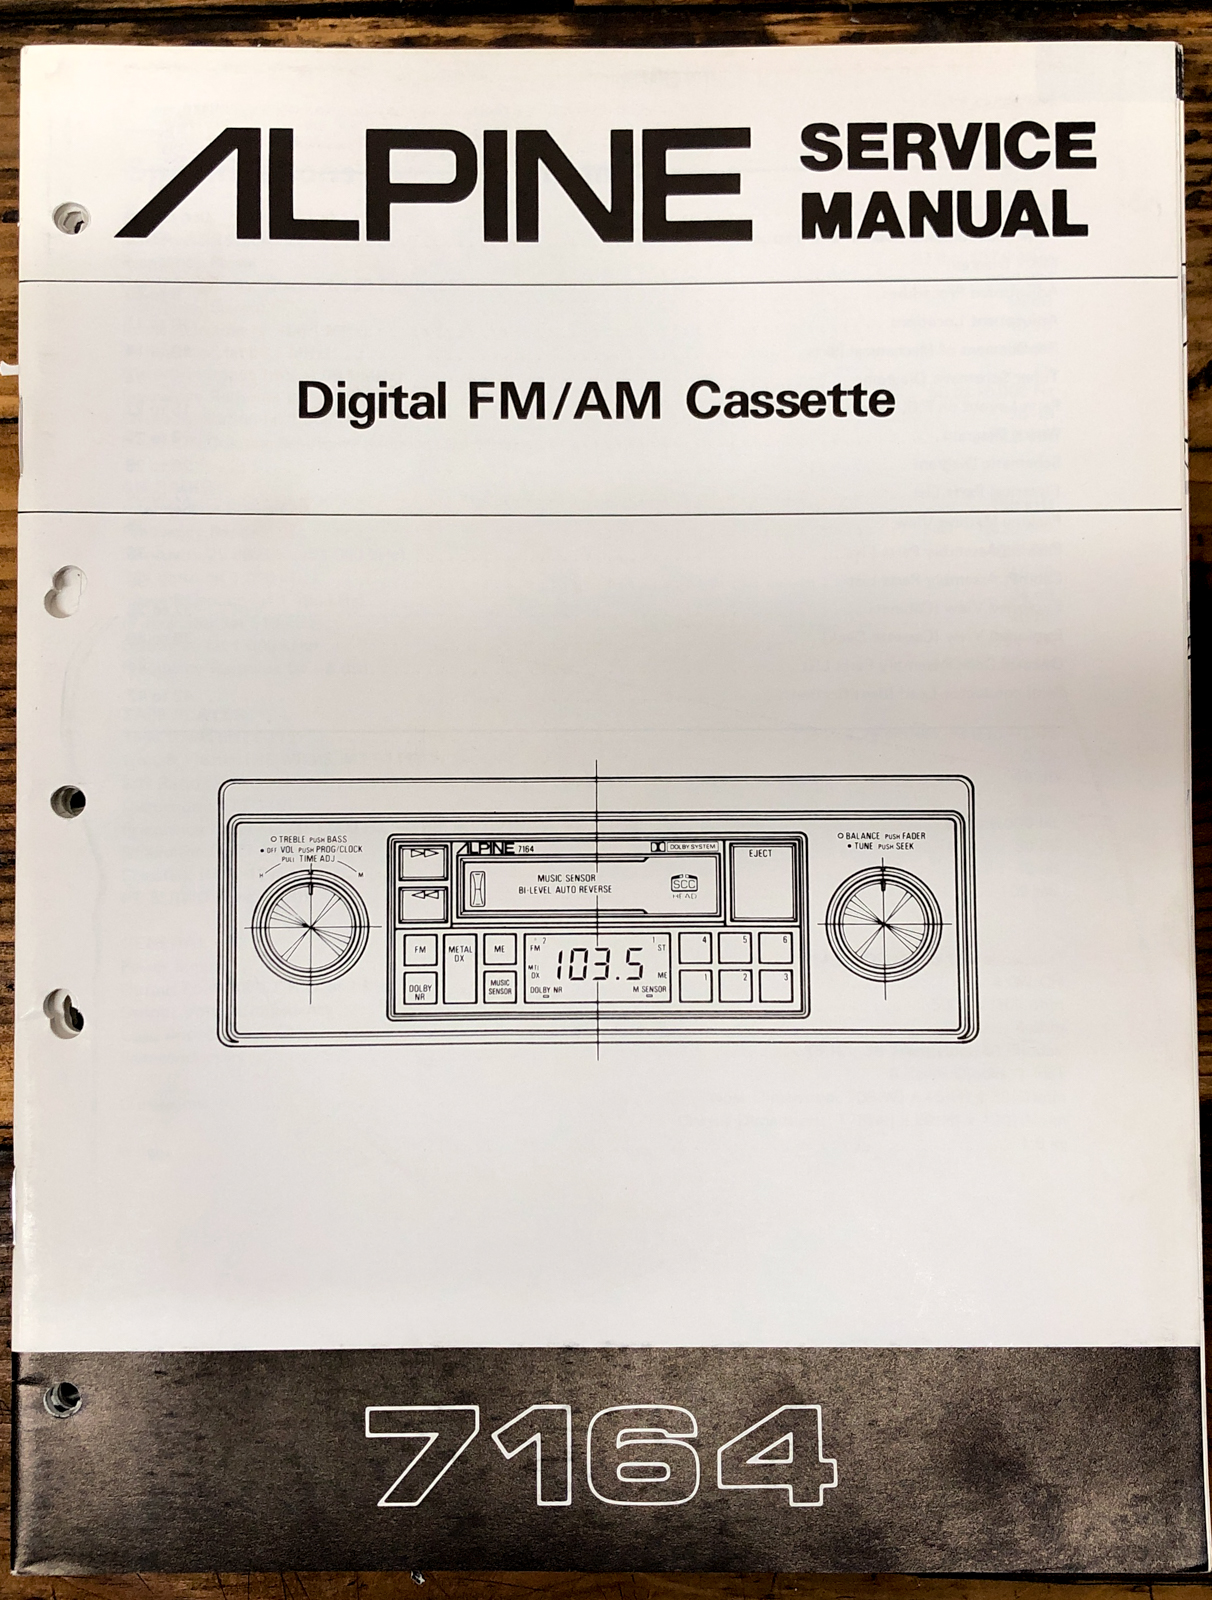 ALPINE SERVICE
MANUAL
Digital FM/AM Cassette
TREBLE PUSH BASS
OFF VOL PUSH PROG/CLOCK
PULL TIME ADJ
H M
ALPINE 7164
DOLBY SYSTEM
EJECT
BALANCE PUSH FADER
TUNE PUSH SEEK
MUSIC SENSOR
BI-LEVEL AUTO REVERSE
SCC
HEAD
FM
METAL
DX
ME
DOLBY
NR
MUSIC
SENSOR
FM 2
1
ST
MTL
DX
103.5
ME
DOLBY NR
M SENSOR
4 5 6
1 2 3
7164